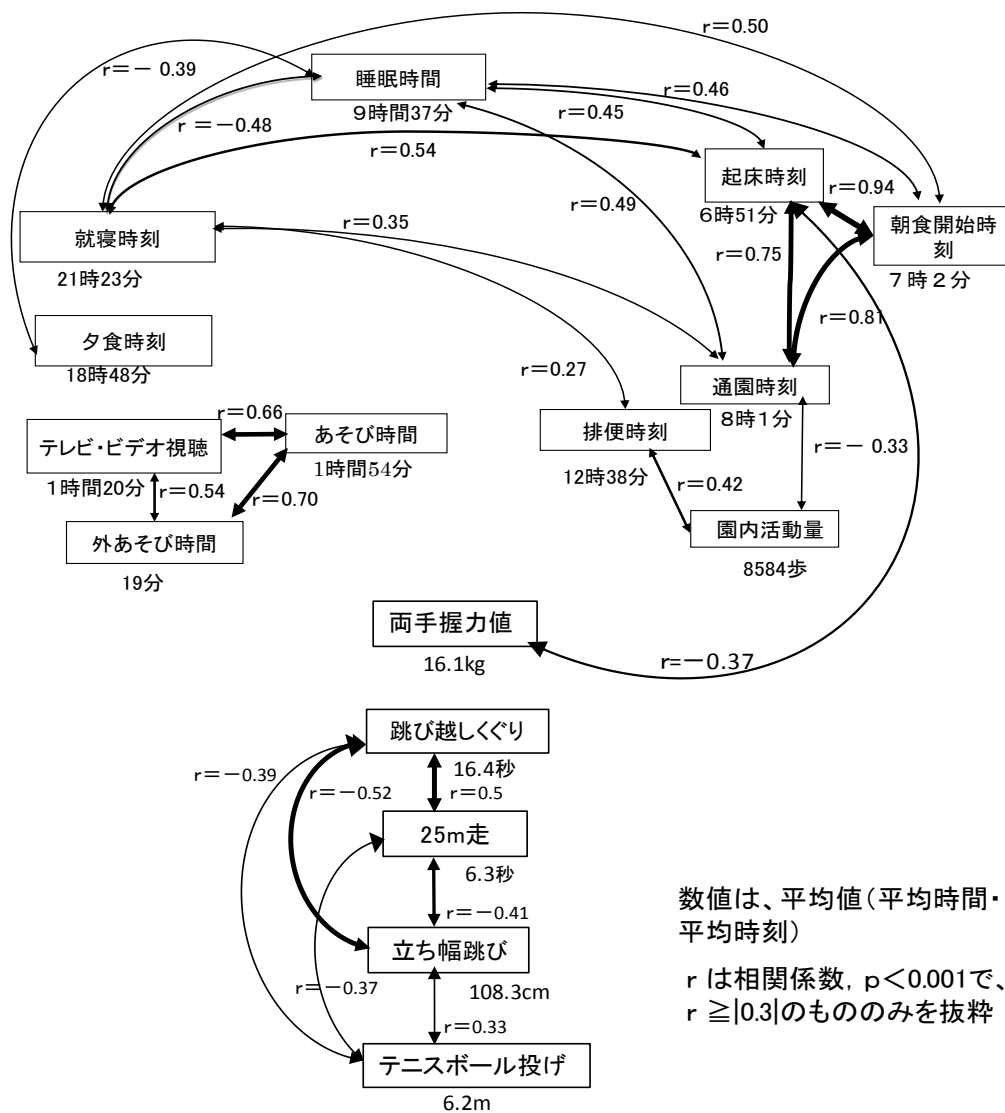 r=0.50
r=－0.39
睡眠時間
9時間37分
r=0.46
r=0.45
r=－0.48
r=0.54
起床時刻
6時51分
r=0.94
朝食開始時
刻
７時２分
r=0.49
就寝時刻
21時23分
r=0.35
r=0.75
r=0.81
夕食時刻
18時48分
r=0.27
通園時刻
8時1分
r=0.66
あそび時間
1時間54分
テレビ・ビデオ視聴
1時間20分
r=0.54
r=0.70
排便時刻
12時38分
r=－0.33
r=0.42
外あそび時間
19分
園内活動量
8584歩
両手握力値
16.1kg
r=－0.37
跳び越しくぐり
16.4秒
r=－0.39
r=－0.52
r=0.5
25m走
6.3秒
r=－0.41
立ち幅跳び
108.3cm
r=－0.37
r=0.33
テニスボール投げ
6.2m
数値は、平均値（平均時間・
平均時刻）
r は相関係数，p＜0.001で、
r ≧|0.3|のもののみを抜粋